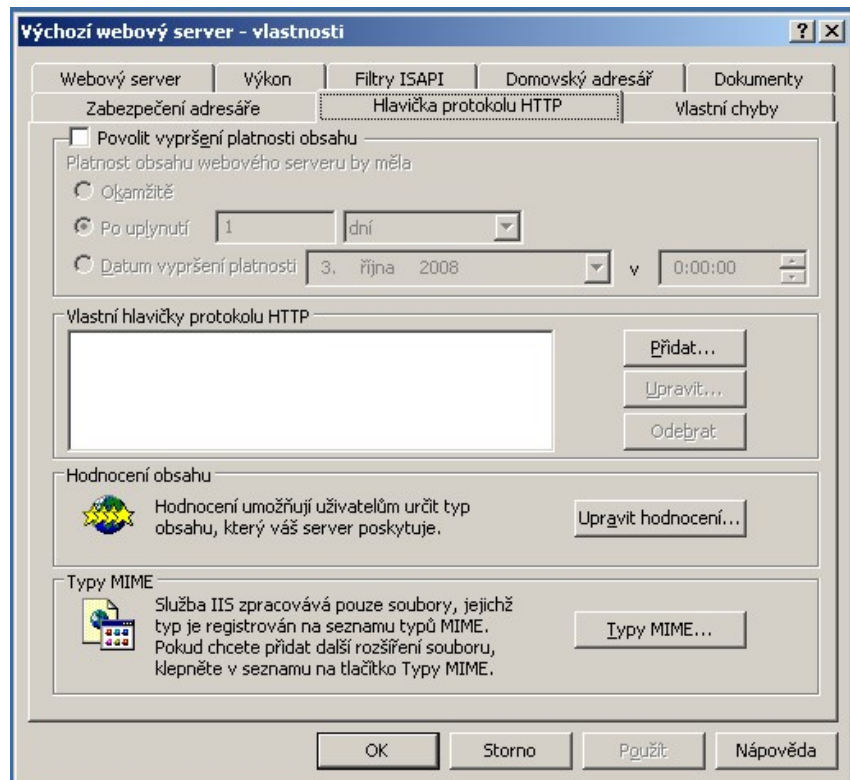 Výchozí webový server - vlastnosti
Webový server
Výkon
Filtry ISAPI
Domovský adresář
Dokumenty
Zabezpečení adresáře
Hlavička protokolu HTTP
Vlastní chyby
Povolit vypršení platnosti obsahu
Platnost obsahu webového serveru by měla
Okamžitě
Po uplynutí 1 dní
Datum vypršení platnosti 3. října 2008 v 0:00:00
Vlastní hlavičky protokolu HTTP
Přidat...
Upravit...
Odebrat
Hodnocení obsahu
Hodnocení umožňují uživatelům určit typ
obsahu, který váš server poskytuje.
Upravit hodnocení...
Typy MIME
Služba IIS zpracovává pouze soubory, jejichž
typ je registrován na seznamu typů MIME.
Pokud chcete přidat další rozšíření souboru,
klepněte v seznamu na tlačítko Typy MIME.
Typy MIME...
OK
Storno
Použít
Nápověda